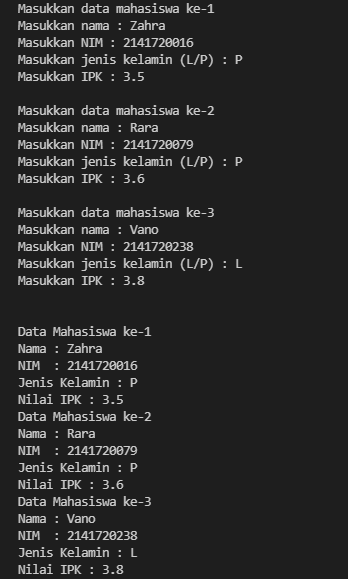 Masukkan data mahasiswa ke-1
Masukkan nama : Zahra
Masukkan NIM : 2141720016
Masukkan jenis kelamin (L/P) : P
Masukkan IPK : 3.5
Masukkan data mahasiswa ke-2
Masukkan nama : Rara
Masukkan NIM : 2141720079
Masukkan jenis kelamin (L/P) : P
Masukkan IPK : 3.6
Masukkan data mahasiswa ke-3
Masukkan nama : Vano
Masukkan NIM : 2141720238
Masukkan jenis kelamin (L/P) : L
Masukkan IPK : 3.8
Data Mahasiswa ke-1
Nama : Zahra
NIM  : 2141720016
Jenis Kelamin : P
Nilai IPK : 3.5
Data Mahasiswa ke-2
Nama : Rara
NIM  : 2141720079
Jenis Kelamin : P
Nilai IPK : 3.6
Data Mahasiswa ke-3
Nama : Vano
NIM  : 2141720238
Jenis Kelamin : L
Nilai IPK : 3.8